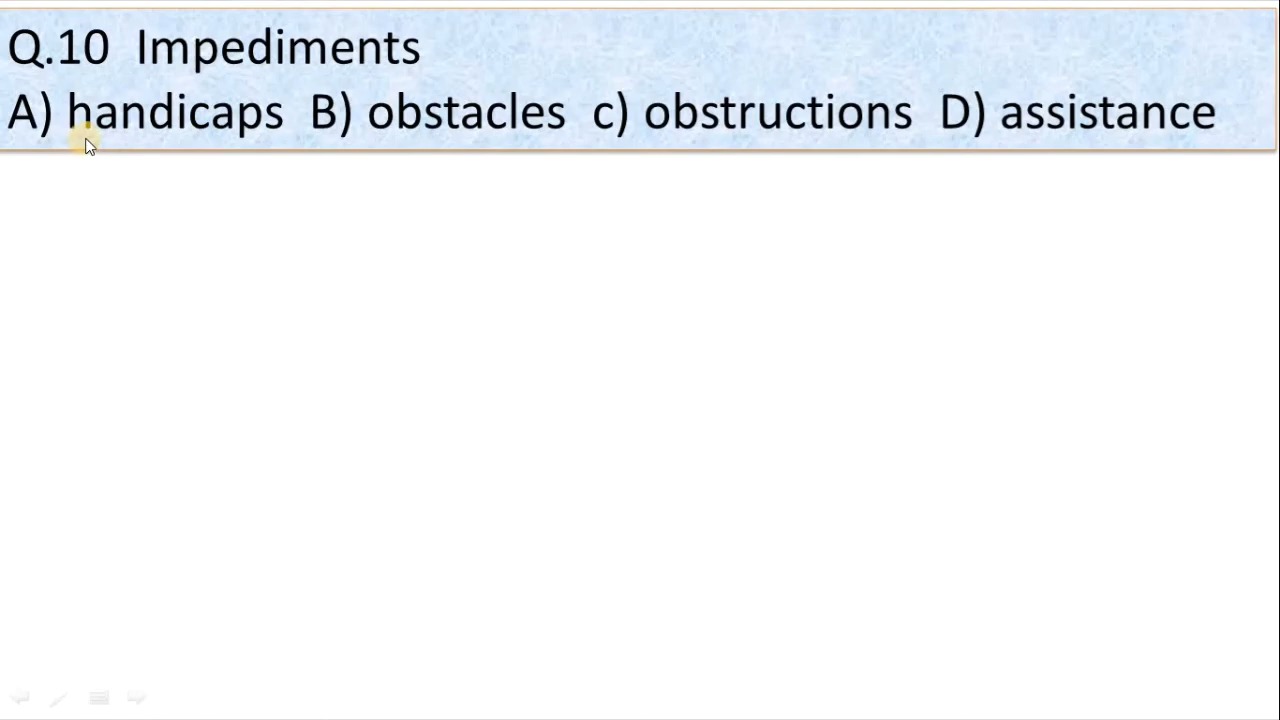 Q.10 Impediments
A) handicaps B) obstacles c) obstructions D) assistance